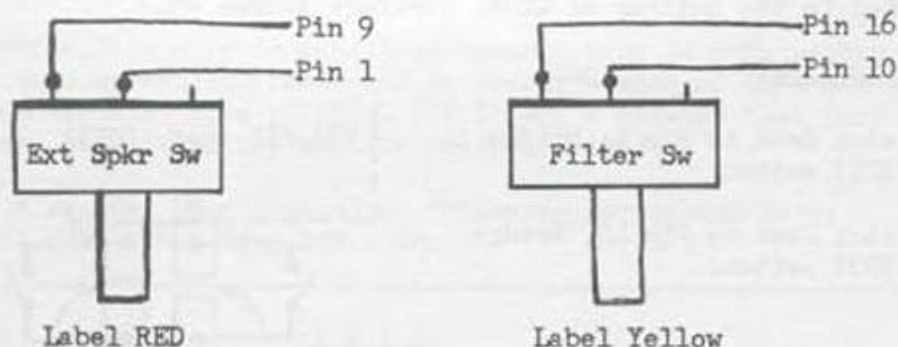 Pin 9
Pin 1
Ext Spkr Sw
Label RED
Pin 16
Pin 10
Filter Sw
Label Yellow